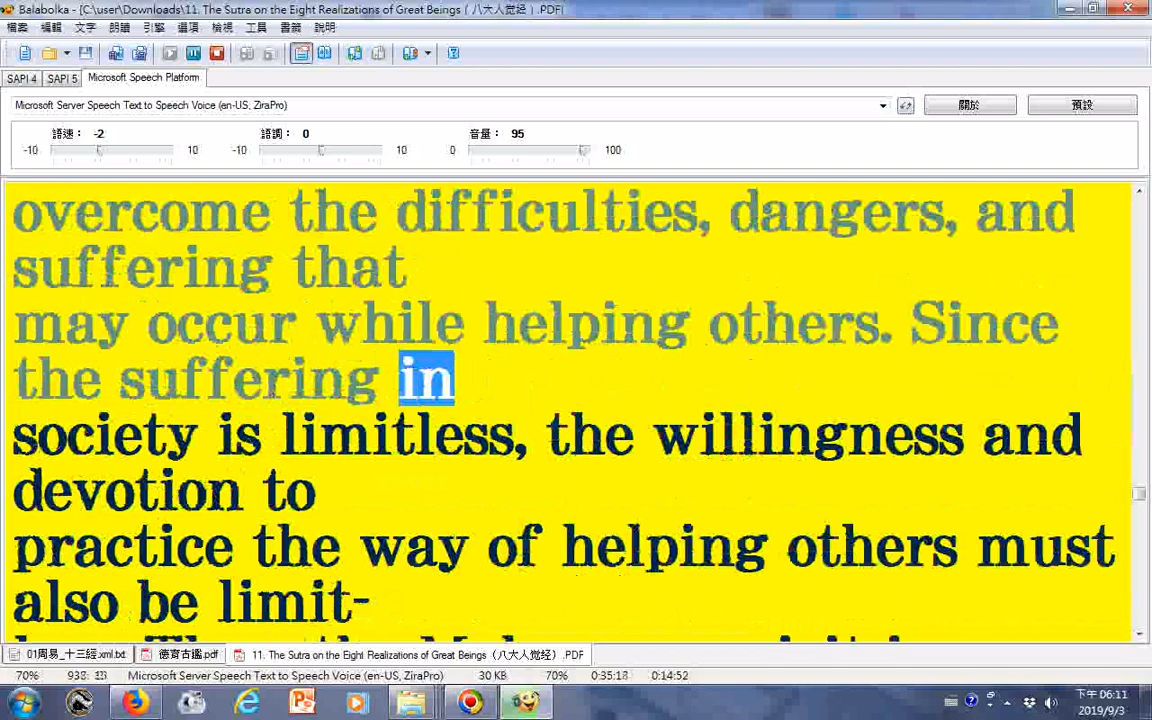 Balabolka - [C:\user\Downloads\11. The Sutra on the Eight Realizations of Great Beings（八大人觉经）.PDF]
檔案 編輯 文字 朗讀 引擎 選項 檢視 工具 書籤 說明
SAPI 4 SAPI 5 Microsoft Speech Platform
Microsoft Server Speech Text to Speech Voice (en-US, ZiraPro) 關於 預設
語速： -2 語調： 0 音量： 95
-10 10 -10 10 0 100
overcome the difficulties, dangers, and
suffering that
may occur while helping others. Since
the suffering in
society is limitless, the willingness and
devotion to
practice the way of helping others must
also be limit-
01周易_十三經.xml.txt 德育古鑑.pdf 11. The Sutra on the Eight Realizations of Great Beings（八大人觉经）.PDF
70% 938: 13 Microsoft Server Speech Text to Speech Voice (en-US, ZiraPro) 30 KB 70% 0:35:18 0:14:52
下午 06:11
2019/9/3